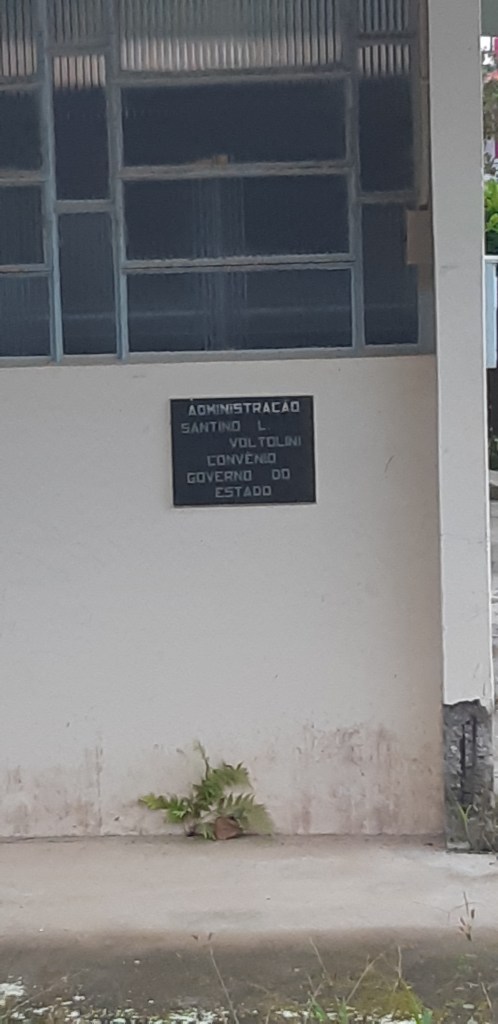 ADMINISTRAÇÃO
SANTINO L.
VOLTOLINI
CONVÊNIO
GOVERNO DO
ESTADO